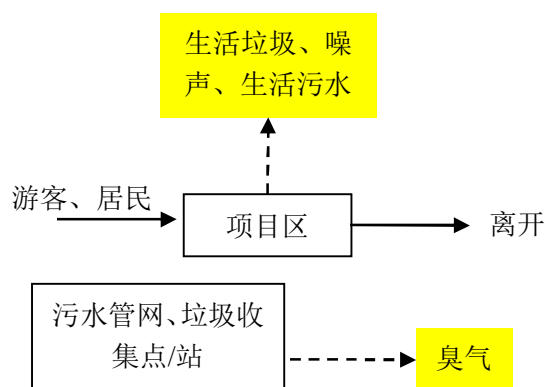 生活垃圾、噪
声、生活污水
游客、居民
项目区
离开
污水管网、垃圾收
集点/站
臭气